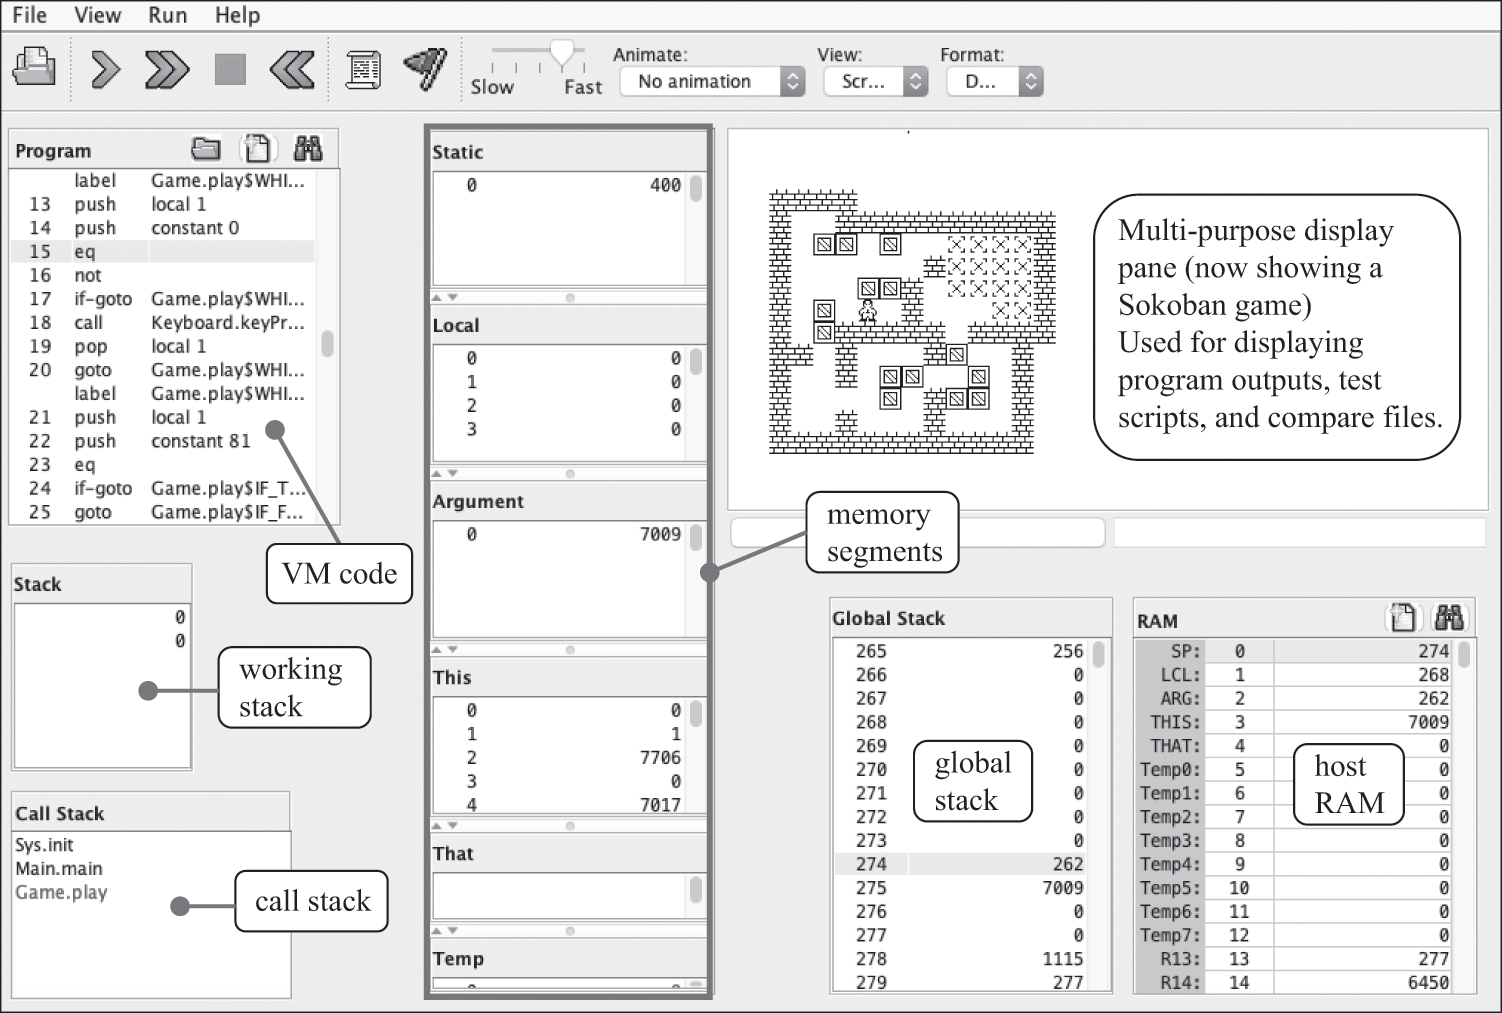 File View Run Help
Animate:
View:
Format:
Slow
Fast
No animation
Scr...
D...
Program
label Game.play$WHI...
13 push local 1
14 push constant 0
15 eq
16 not
17 if-goto Game.play$WHI...
18 call Keyboard.keyPr...
19 pop local 1
20 goto Game.play$WHI...
label Game.play$WHI...
21 push local 1
22 push constant 81
23 eq
24 if-goto Game.play$IF_T...
25 goto Game.play$IF_F...
VM code
Stack
0
0
working
stack
Call Stack
Sys.init
Main.main
Game.play
call stack
Static
0 400
Local
0 0
1 0
2 0
3 0
Argument
0 7009
This
0 0
1 1
2 7706
3 0
4 7017
That
Temp
memory
segments
Multi-purpose display
pane (now showing a
Sokoban game)
Used for displaying
program outputs, test
scripts, and compare files.
Global Stack
265 256
266 0
267 0
268 0
269 0
270 0
271 0
272 0
273 0
274 262
275 7009
276 0
277 0
278 1115
279 277
global
stack
RAM
SP: 0 274
LCL: 1 268
ARG: 2 262
THIS: 3 7009
THAT: 4 0
Temp0: 5 0
Temp1: 6 0
Temp2: 7 0
Temp3: 8 0
Temp4: 9 0
Temp5: 10 0
Temp6: 11 0
Temp7: 12 0
R13: 13 277
R14: 14 6450
host
RAM